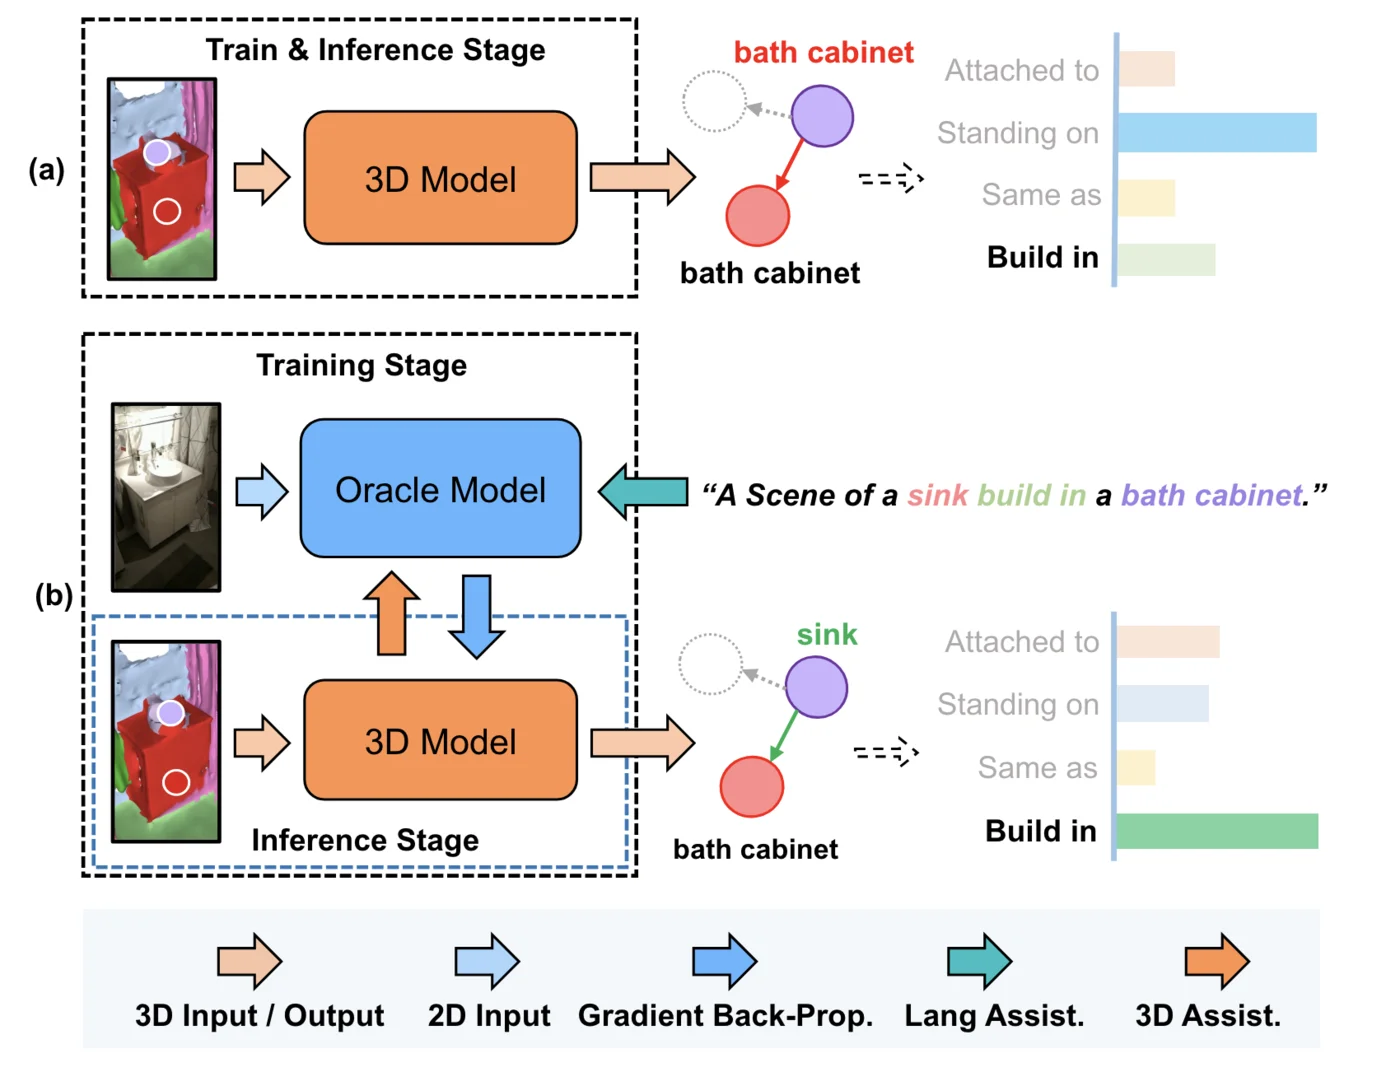 Train & Inference Stage
(a)
3D Model
bath cabinet
bath cabinet
Attached to
Standing on
Same as
Build in
Training Stage
(b)
Oracle Model
“A Scene of a sink build in a bath cabinet.”
3D Model
Inference Stage
sink
bath cabinet
Attached to
Standing on
Same as
Build in
3D Input / Output
2D Input
Gradient Back-Prop.
Lang Assist.
3D Assist.